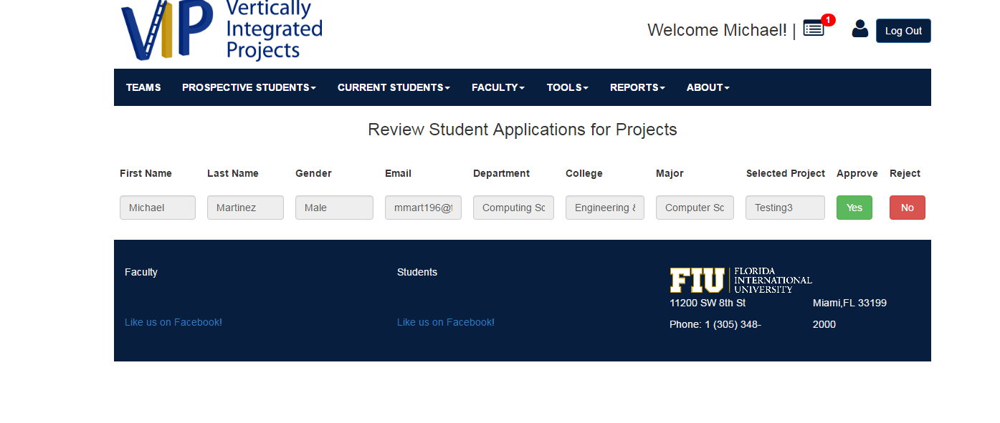 VIP Vertically
Integrated
Projects
Welcome Michael! | 1 Log Out
TEAMS PROSPECTIVE STUDENTS CURRENT STUDENTS FACULTY TOOLS REPORTS ABOUT
Review Student Applications for Projects
First Name Last Name Gender Email Department College Major Selected Project Approve Reject
Michael Martinez Male mmart196@f Computing Sc Engineering & Computer Sc Testing3 Yes No
Faculty Students FIU FLORIDA
INTERNATIONAL
UNIVERSITY
11200 SW 8th St Miami,FL 33199
Like us on Facebook! Like us on Facebook! Phone: 1 (305) 348- 2000